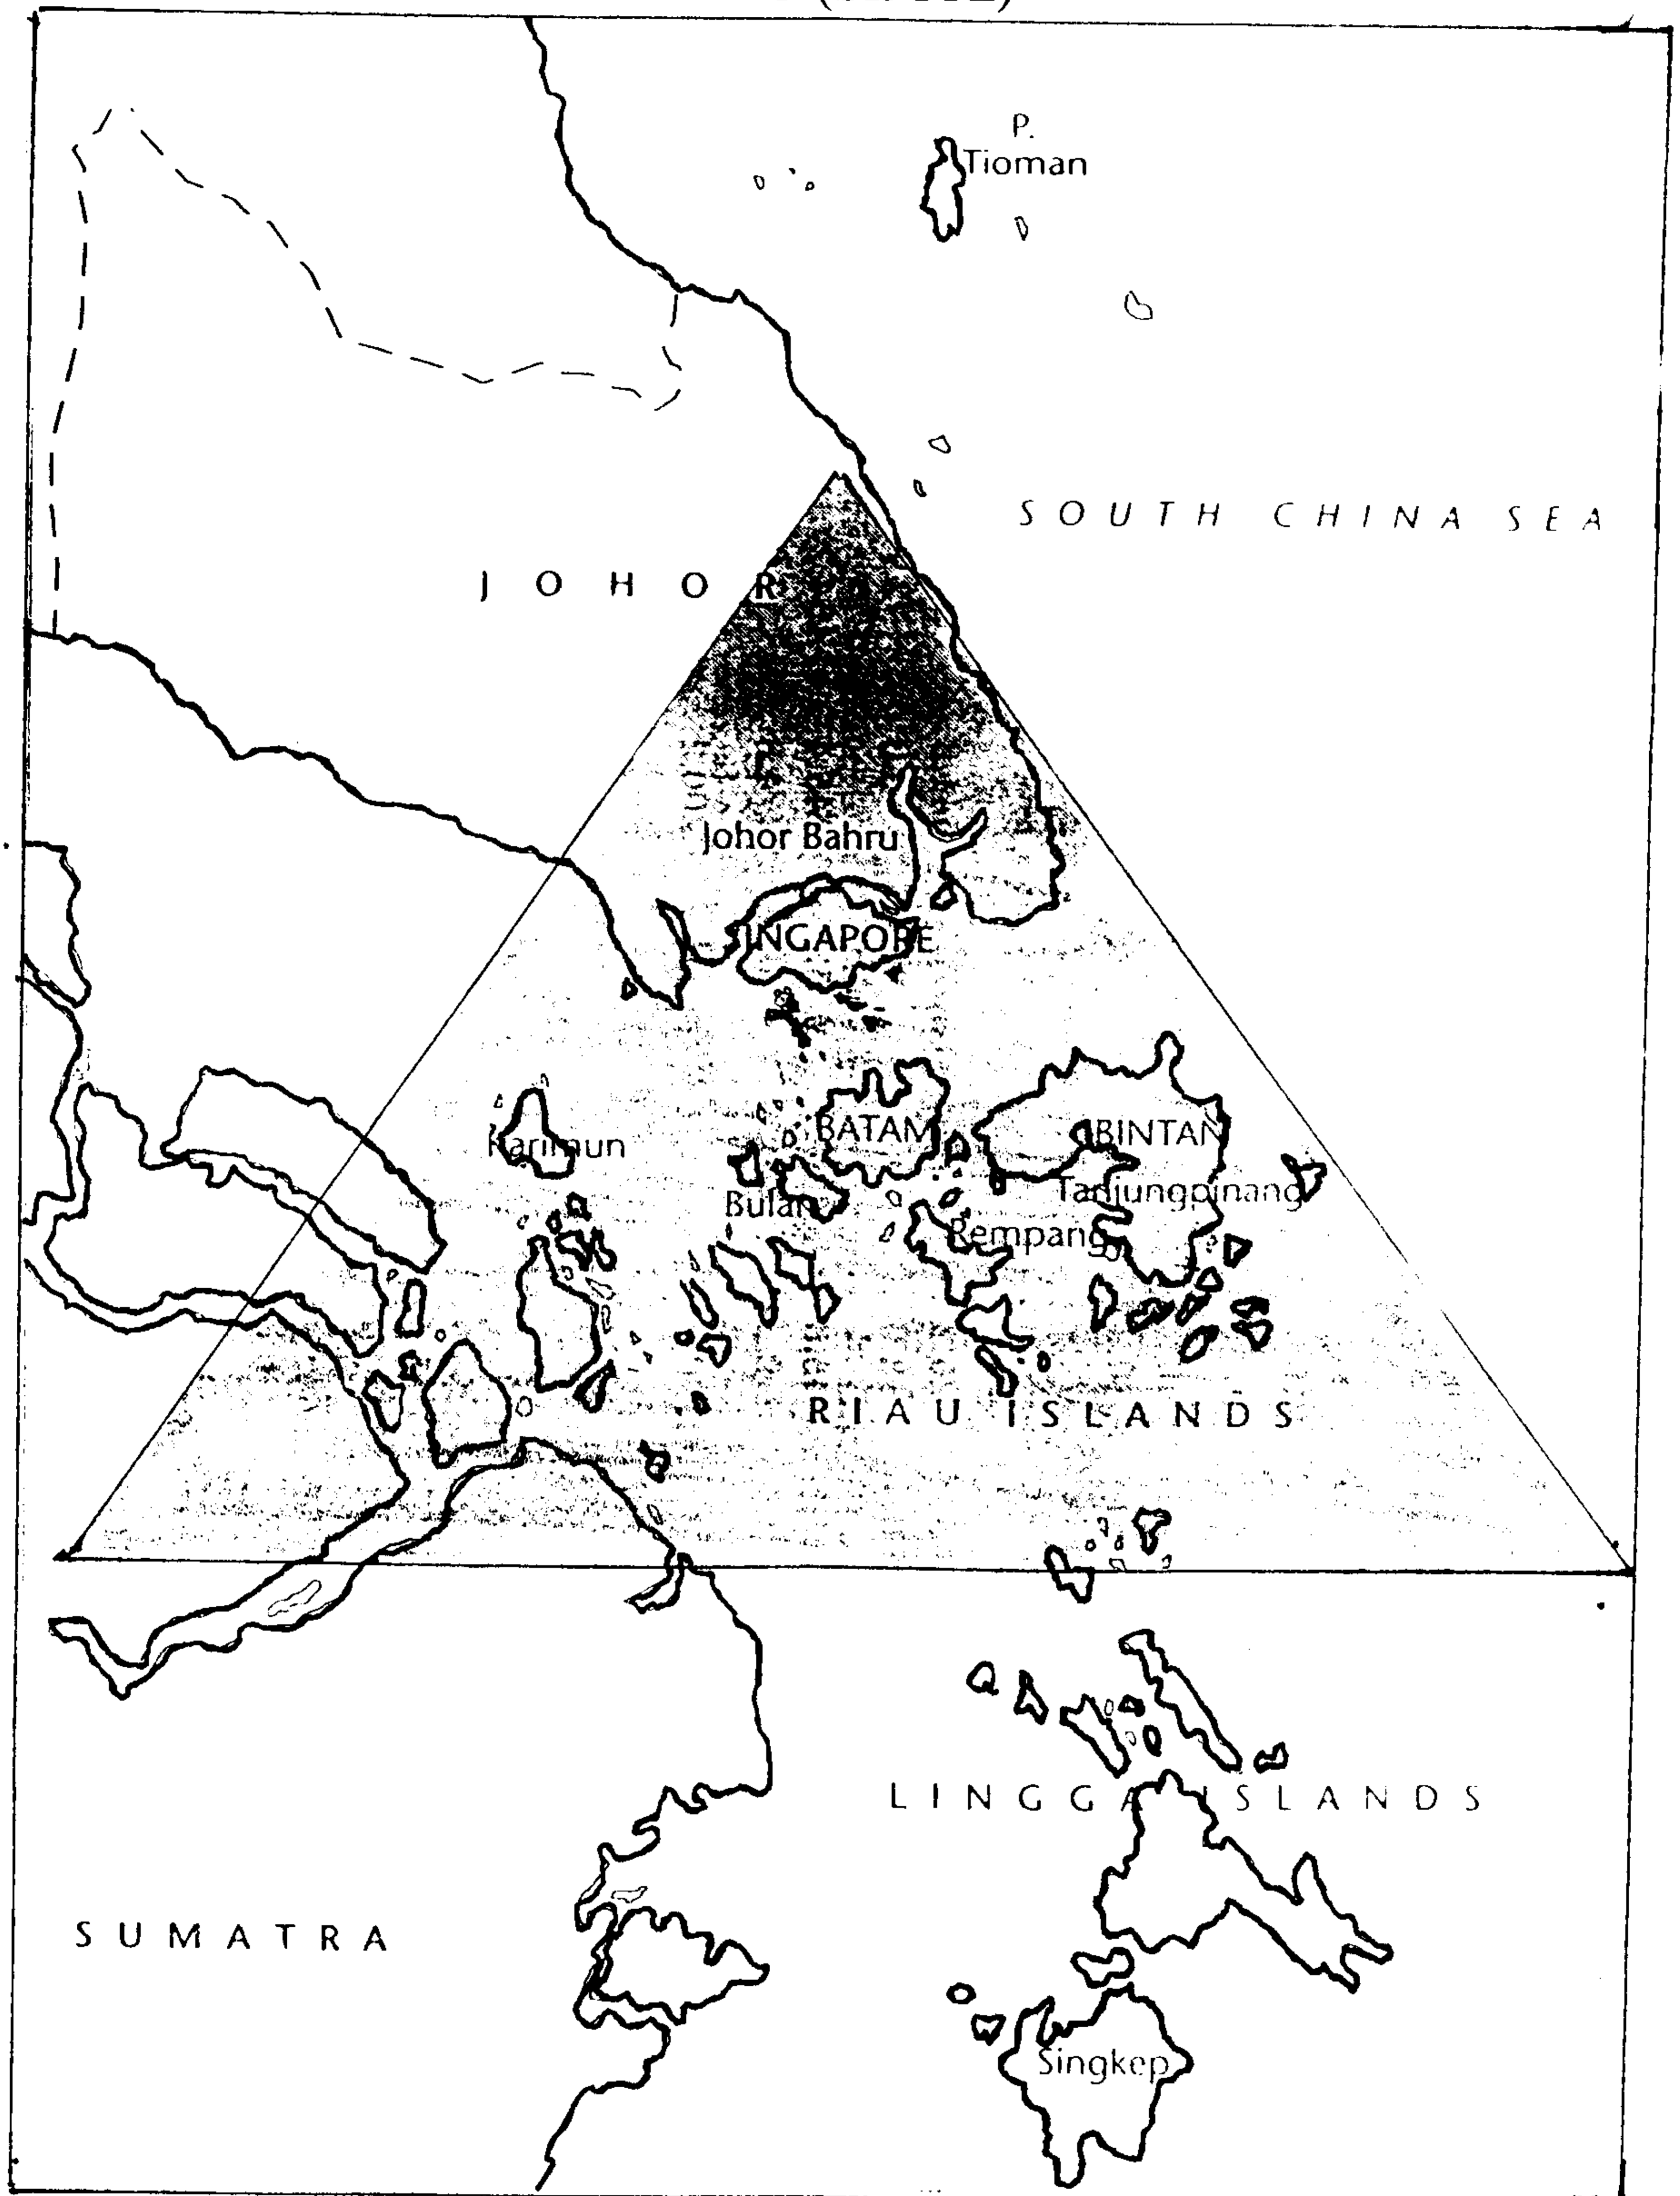 P.
Tioman
SOUTH CHINA SEA
JOHOR
Johor Bahru
SINGAPORE
Karimun
BATAM
BINTAN
Bulan
Tanjungpinang
Rempang
RIAU ISLANDS
LINGGA ISLANDS
SUMATRA
Singkep